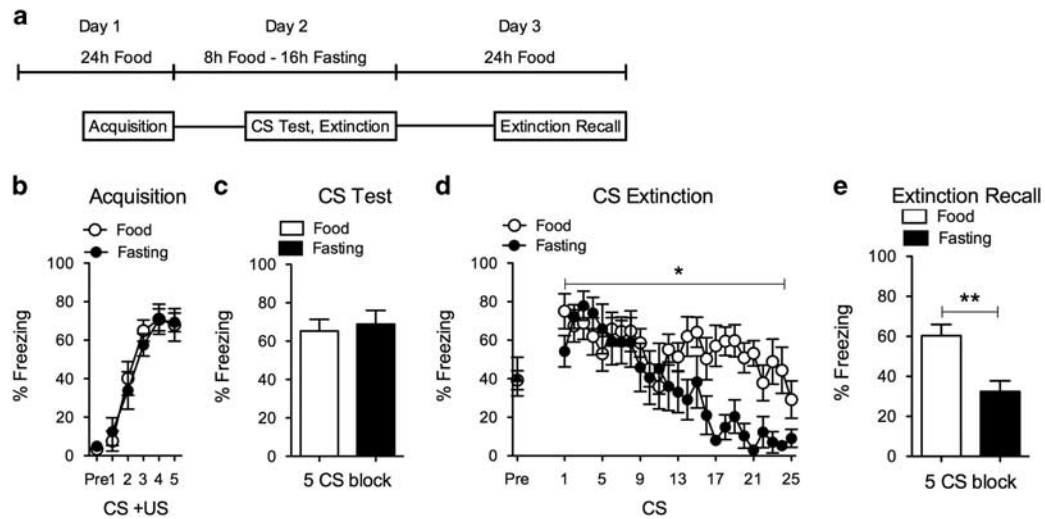 a
Day 1
Day 2
Day 3
24h Food
8h Food - 16h Fasting
24h Food
Acquisition
CS Test, Extinction
Extinction Recall
b
Acquisition
Food
Fasting
% Freezing
100
80
60
40
20
0
Pre1 2 3 4 5
CS +US
c
CS Test
Food
Fasting
% Freezing
100
80
60
40
20
0
5 CS block
d
CS Extinction
Food
Fasting
% Freezing
100
80
60
40
20
0
*
Pre 1 5 9 13 17 21 25
CS
e
Extinction Recall
Food
Fasting
% Freezing
100
80
60
40
20
0
**
5 CS block